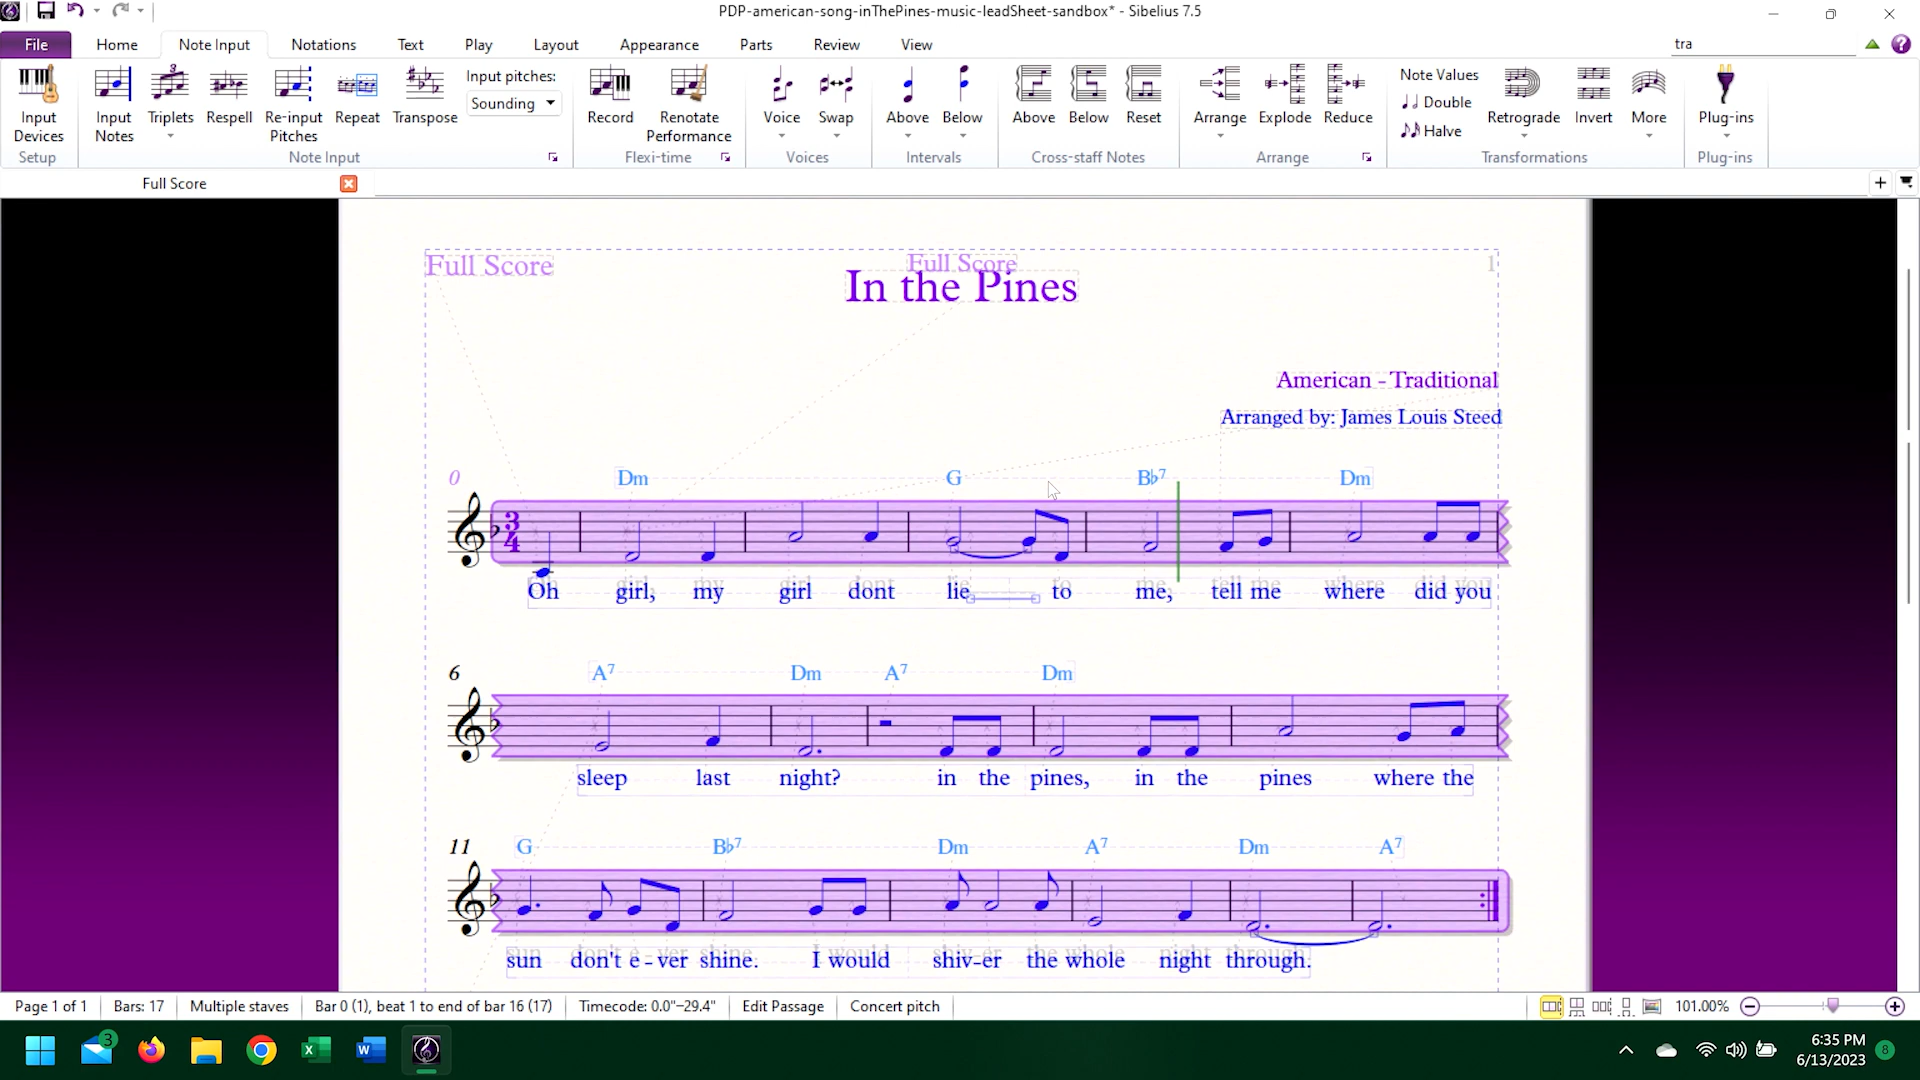 PDP-american-song-inThePines-music-leadSheet-sandbox* - Sibelius 7.5
File Home Note Input Notations Text Play Layout Appearance Parts Review View tra
Input Devices
Input Notes
Triplets
Respell
Re-input Pitches
Repeat
Transpose
Input pitches:
Sounding
Record
Renotate Performance
Voice
Swap
Above
Below
Above
Below
Reset
Arrange
Explode
Reduce
Note Values
Double
Halve
Retrograde
Invert
More
Plug-ins
Setup Note Input Flexi-time Voices Intervals Cross-staff Notes Arrange Transformations Plug-ins
Full Score
Full Score Full Score 1
In the Pines
American - Traditional
Arranged by: James Louis Steed
0 Dm G B♭7 Dm
3
4
Oh girl, my girl dont lie to me, tell me where did you
6 A7 Dm A7 Dm
sleep last night? in the pines, in the pines where the
11 G B♭7 Dm A7 Dm A7
sun don't e - ver shine. I would shiv-er the whole night through.
Page 1 of 1 Bars: 17 Multiple staves Bar 0 (1), beat 1 to end of bar 16 (17) Timecode: 0.0"–29.4" Edit Passage Concert pitch 101.00%
3
6:35 PM
6/13/2023
8